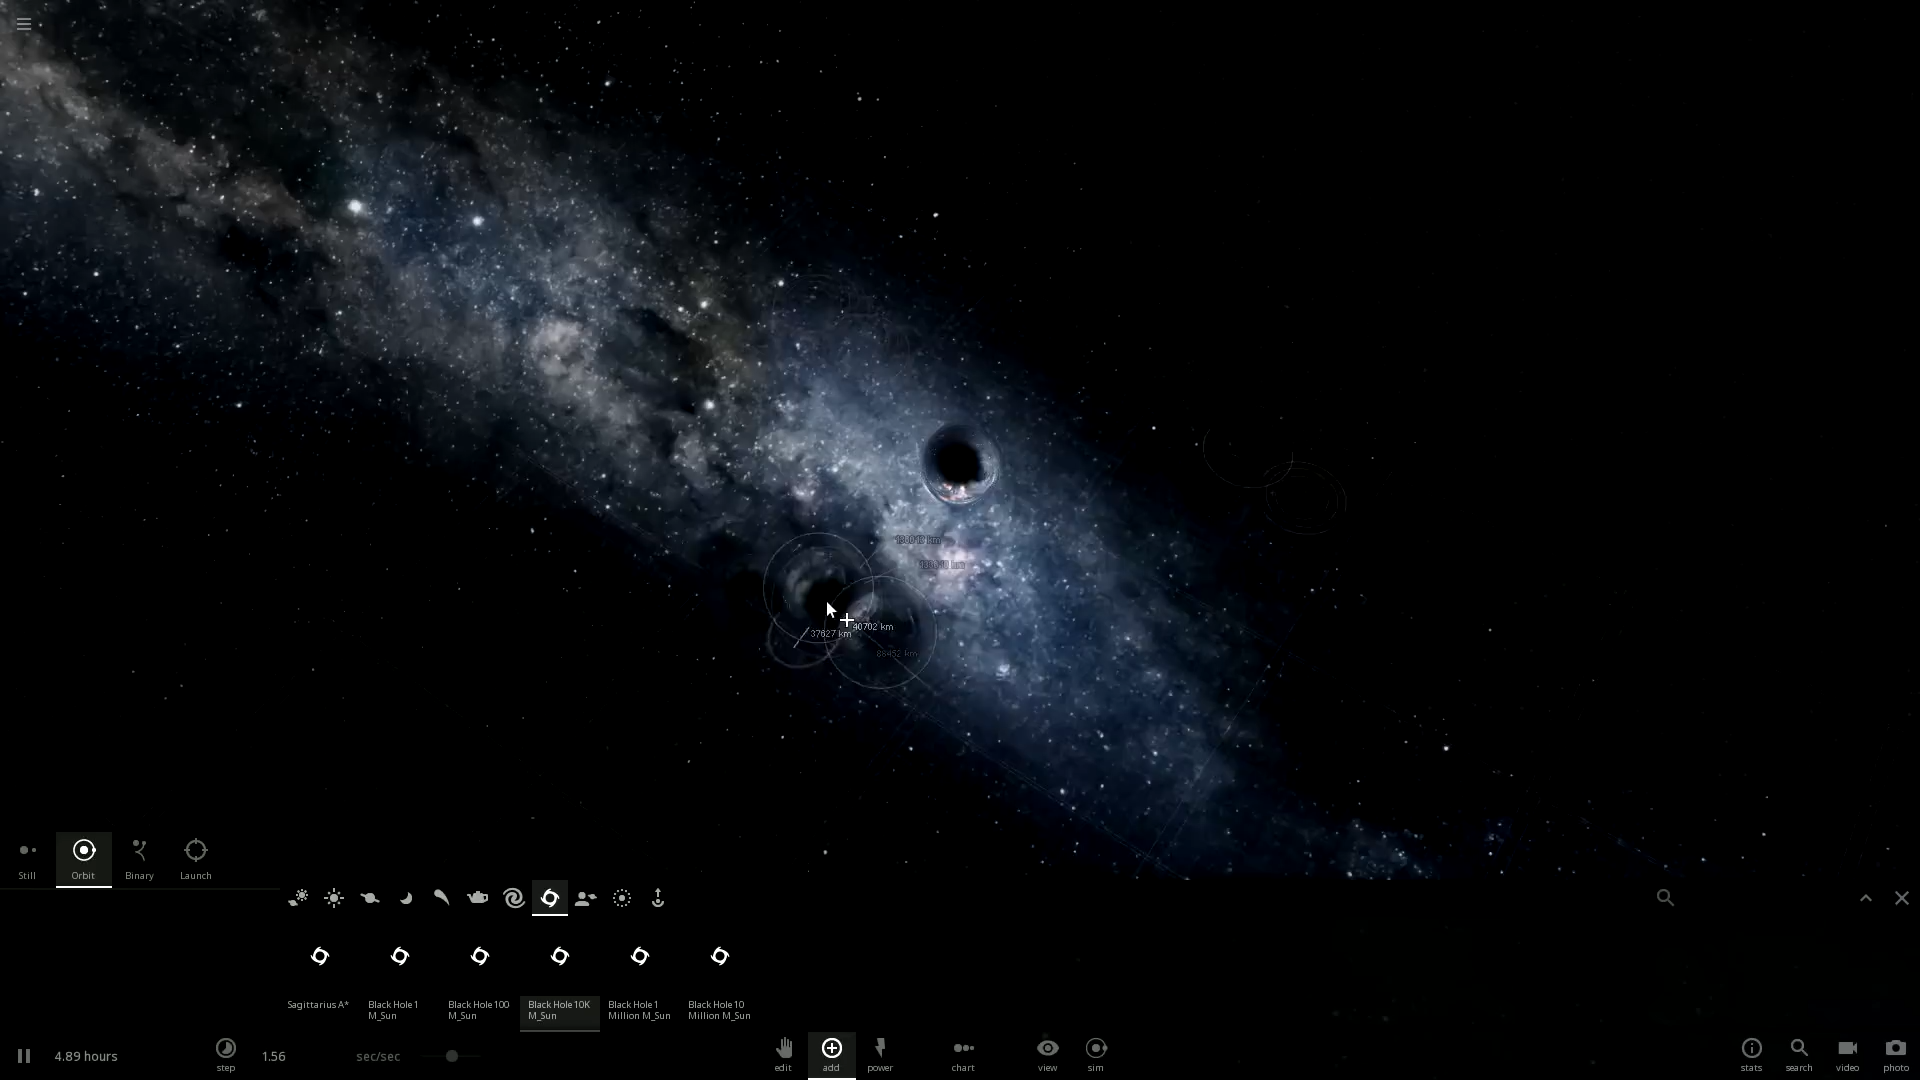 40702 km
37627 km
Still
Orbit
Binary
Launch
Sagittarius A*
Black Hole 1
M_Sun
Black Hole 100
M_Sun
Black Hole 10K
M_Sun
Black Hole 1
Million M_Sun
Black Hole 10
Million M_Sun
4.89 hours
step
1.56
sec/sec
edit
add
power
chart
view
sim
stats
search
video
photo